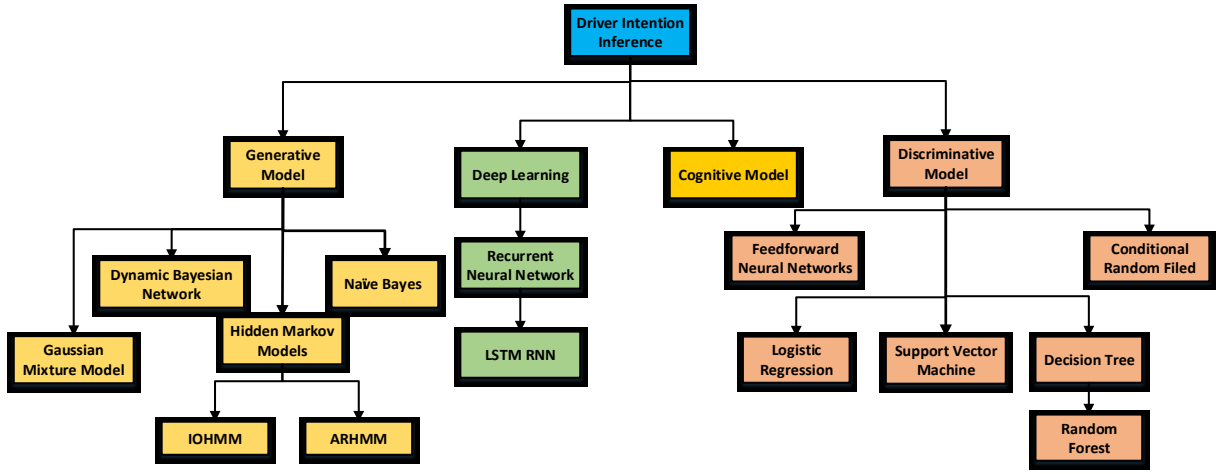 Driver Intention
Inference
Generative
Model
Deep Learning
Cognitive Model
Discriminative
Model
Dynamic Bayesian
Network
Naïve Bayes
Recurrent
Neural Network
Feedforward
Neural Networks
Conditional
Random Filed
Gaussian
Mixture Model
Hidden Markov
Models
LSTM RNN
Logistic
Regression
Support Vector
Machine
Decision Tree
IOHMM
ARHMM
Random
Forest